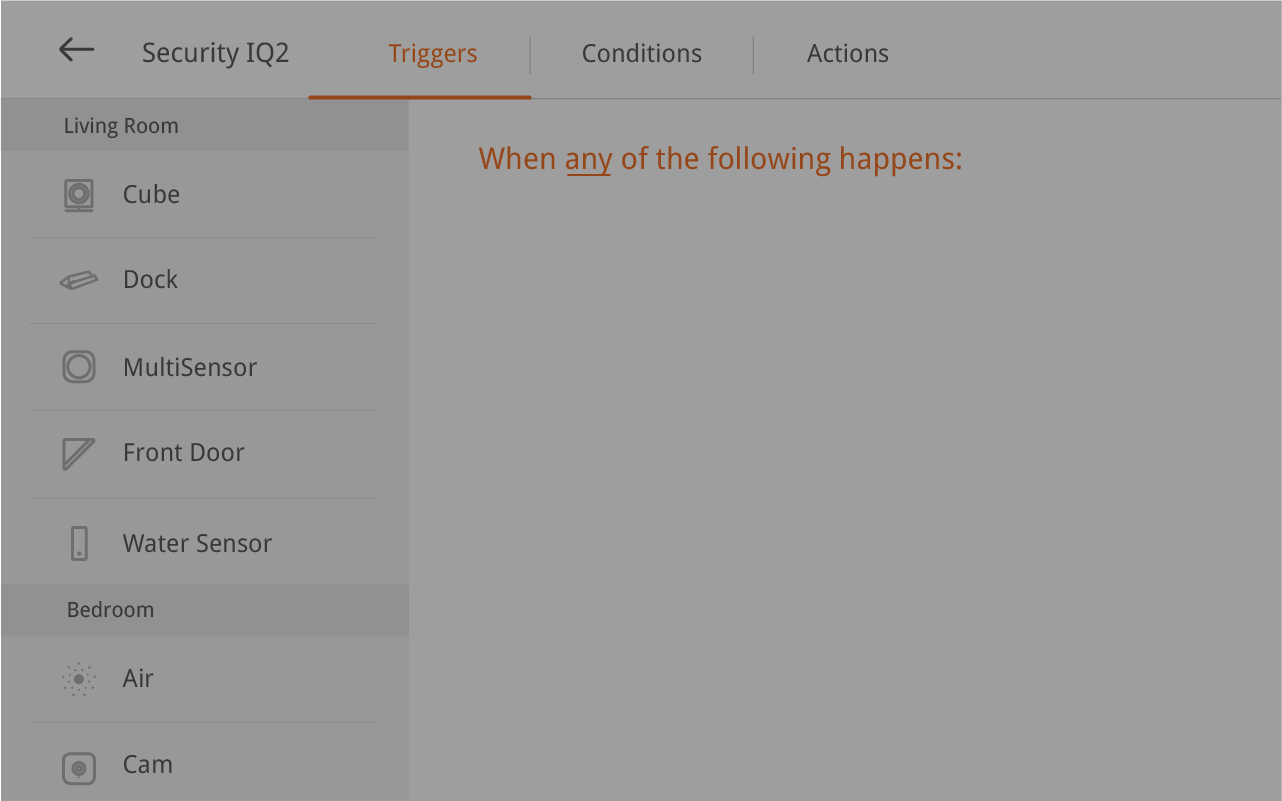 Security IQ2
Triggers
Conditions
Actions
Living Room
Cube
Dock
MultiSensor
Front Door
Water Sensor
Bedroom
Air
Cam
When any of the following happens: